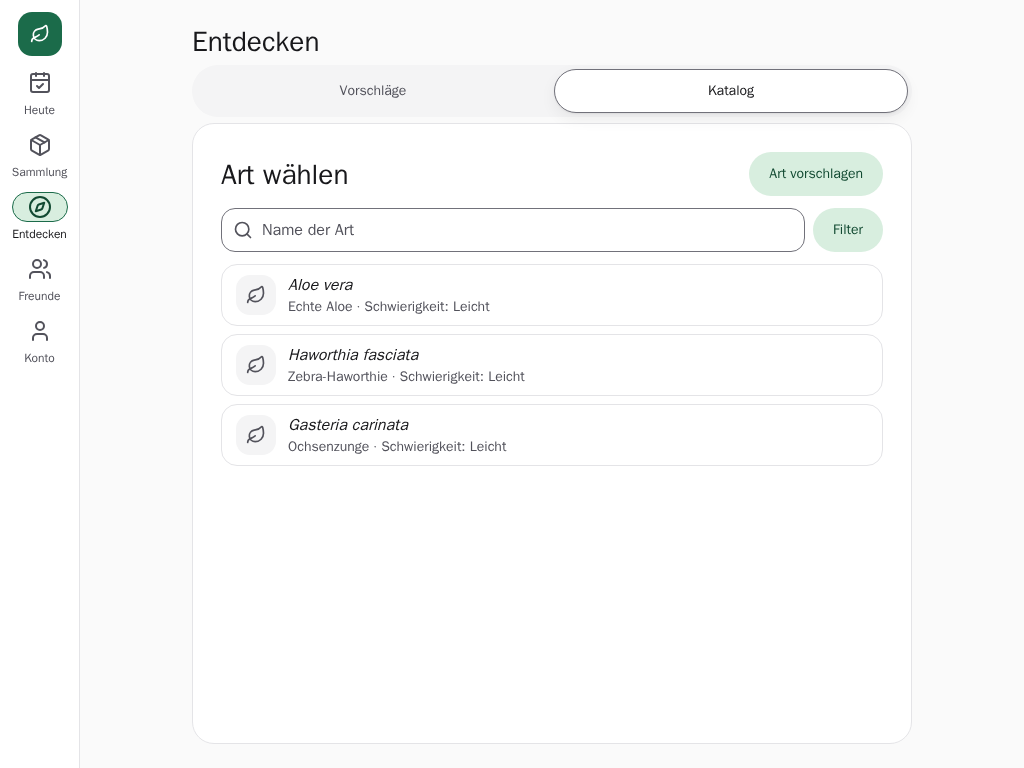 Entdecken
Vorschläge
Katalog
Heute
Sammlung
Entdecken
Freunde
Konto
Art wählen
Art vorschlagen
Name der Art
Filter
Aloe vera
Echte Aloe · Schwierigkeit: Leicht
Haworthia fasciata
Zebra-Haworthie · Schwierigkeit: Leicht
Gasteria carinata
Ochsenzunge · Schwierigkeit: Leicht